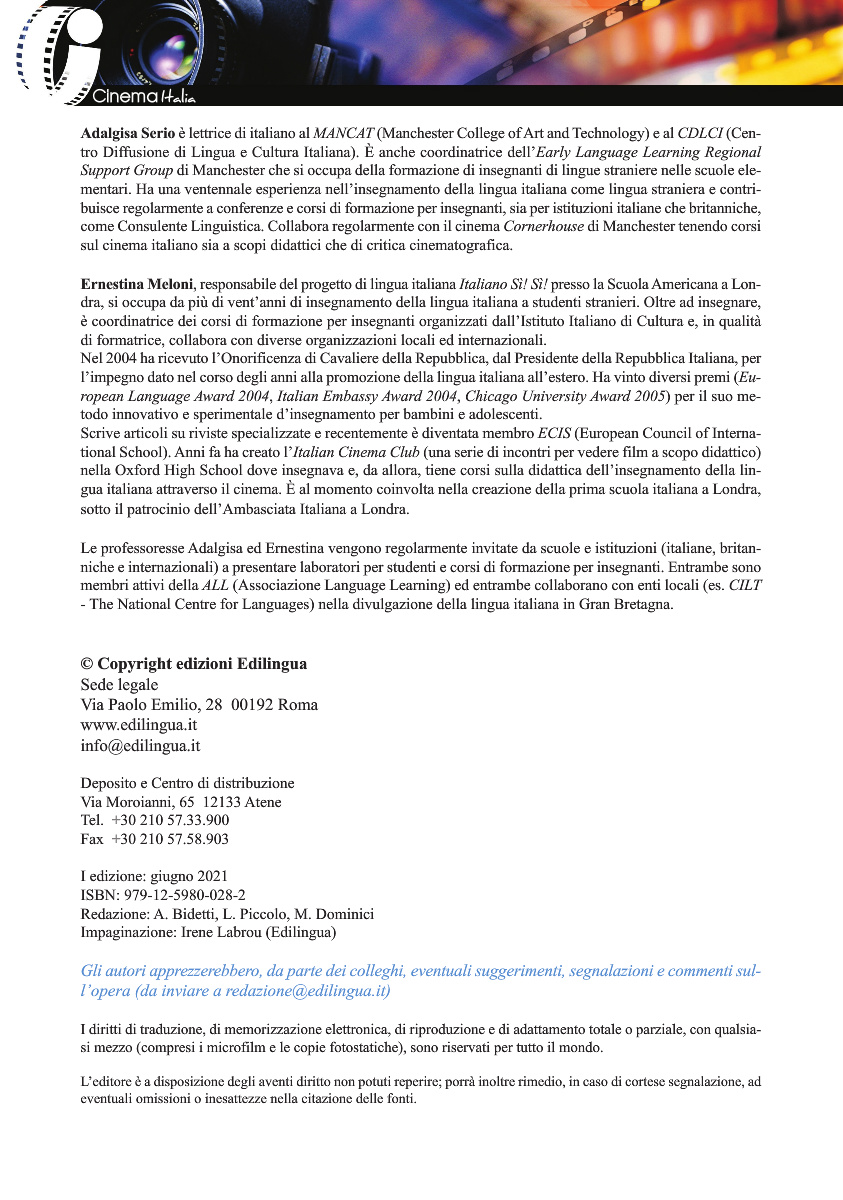 Cinema Italia
Adalgisa Serio è lettrice di italiano al MANCAT (Manchester College of Art and Technology) e al CDLCI (Cen-
tro Diffusione di Lingua e Cultura Italiana). È anche coordinatrice dell’Early Language Learning Regional
Support Group di Manchester che si occupa della formazione di insegnanti di lingue straniere nelle scuole ele-
mentari. Ha una ventennale esperienza nell’insegnamento della lingua italiana come lingua straniera e contri-
buisce regolarmente a conferenze e corsi di formazione per insegnanti, sia per istituzioni italiane che britanniche,
come Consulente Linguistica. Collabora regolarmente con il cinema Cornerhouse di Manchester tenendo corsi
sul cinema italiano sia a scopi didattici che di critica cinematografica.
Ernestina Meloni, responsabile del progetto di lingua italiana Italiano Sì! Sì! presso la Scuola Americana a Lon-
dra, si occupa da più di vent’anni di insegnamento della lingua italiana a studenti stranieri. Oltre ad insegnare,
è coordinatrice dei corsi di formazione per insegnanti organizzati dall’Istituto Italiano di Cultura e, in qualità
di formatrice, collabora con diverse organizzazioni locali ed internazionali.
Nel 2004 ha ricevuto l’Onorificenza di Cavaliere della Repubblica, dal Presidente della Repubblica Italiana, per
l’impegno dato nel corso degli anni alla promozione della lingua italiana all’estero. Ha vinto diversi premi (Eu-
ropean Language Award 2004, Italian Embassy Award 2004, Chicago University Award 2005) per il suo me-
todo innovativo e sperimentale d’insegnamento per bambini e adolescenti.
Scrive articoli su riviste specializzate e recentemente è diventata membro ECIS (European Council of Interna-
tional School). Anni fa ha creato l’Italian Cinema Club (una serie di incontri per vedere film a scopo didattico)
nella Oxford High School dove insegnava e, da allora, tiene corsi sulla didattica dell’insegnamento della lin-
gua italiana attraverso il cinema. È al momento coinvolta nella creazione della prima scuola italiana a Londra,
sotto il patrocinio dell’Ambasciata Italiana a Londra.
Le professoresse Adalgisa ed Ernestina vengono regolarmente invitate da scuole e istituzioni (italiane, britan-
niche e internazionali) a presentare laboratori per studenti e corsi di formazione per insegnanti. Entrambe sono
membri attivi della ALL (Associazione Language Learning) ed entrambe collaborano con enti locali (es. CILT
- The National Centre for Languages) nella divulgazione della lingua italiana in Gran Bretagna.
© Copyright edizioni Edilingua
Sede legale
Via Paolo Emilio, 28 00192 Roma
www.edilingua.it
info@edilingua.it
Deposito e Centro di distribuzione
Via Moroianni, 65 12133 Atene
Tel. +30 210 57.33.900
Fax +30 210 57.58.903
I edizione: giugno 2021
ISBN: 979-12-5980-028-2
Redazione: A. Bidetti, L. Piccolo, M. Dominici
Impaginazione: Irene Labrou (Edilingua)
Gli autori apprezzerebbero, da parte dei colleghi, eventuali suggerimenti, segnalazioni e commenti sul-
l’opera (da inviare a redazione@edilingua.it)
I diritti di traduzione, di memorizzazione elettronica, di riproduzione e di adattamento totale o parziale, con qualsia-
si mezzo (compresi i microfilm e le copie fotostatiche), sono riservati per tutto il mondo.
L’editore è a disposizione degli aventi diritto non potuti reperire; porrà inoltre rimedio, in caso di cortese segnalazione, ad
eventuali omissioni o inesattezze nella citazione delle fonti.